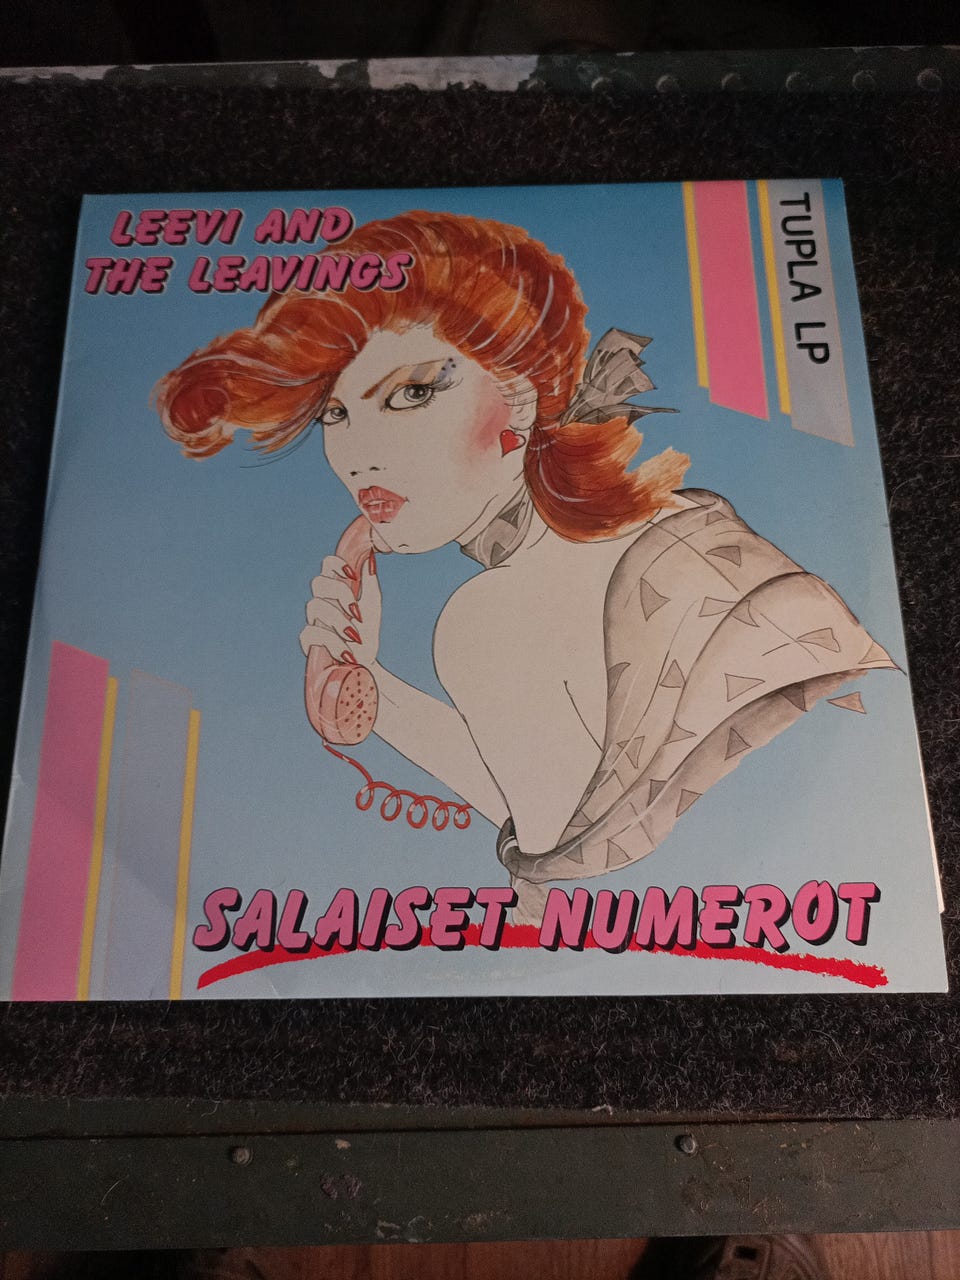 LEEVI AND
THE LEAVINGS
TUPLA LP
SALAISET NUMEROT